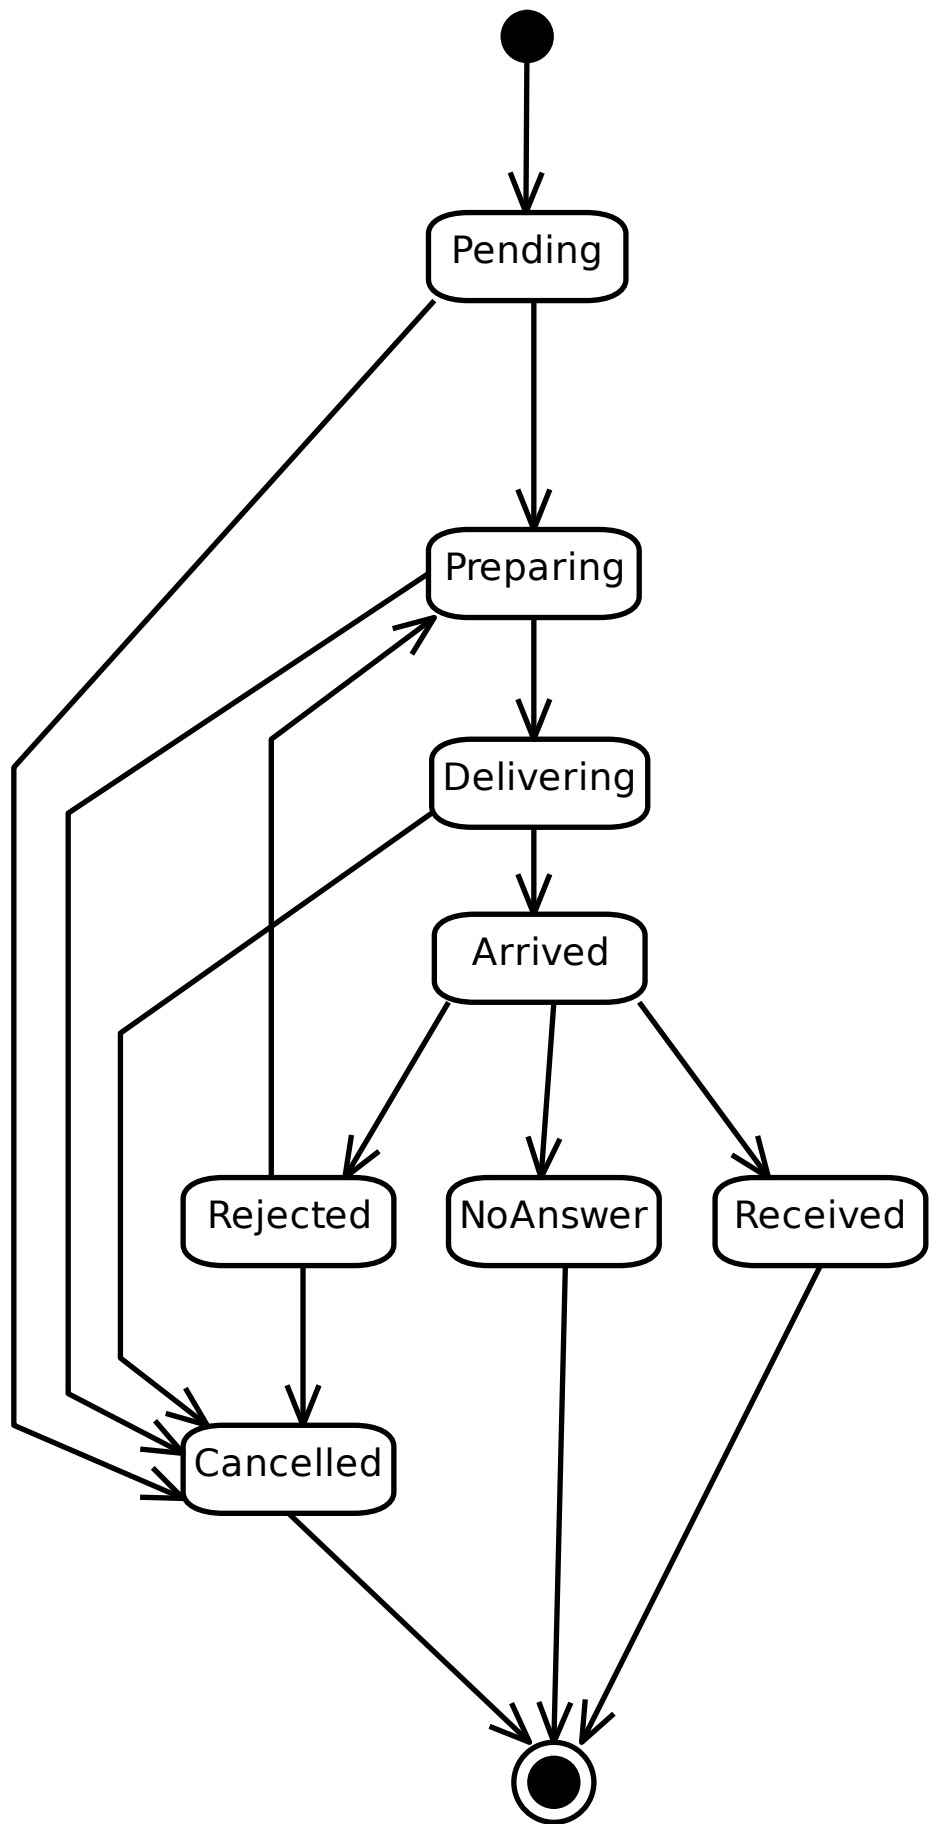 Pending
Preparing
Delivering
Arrived
Rejected
NoAnswer
Received
Cancelled